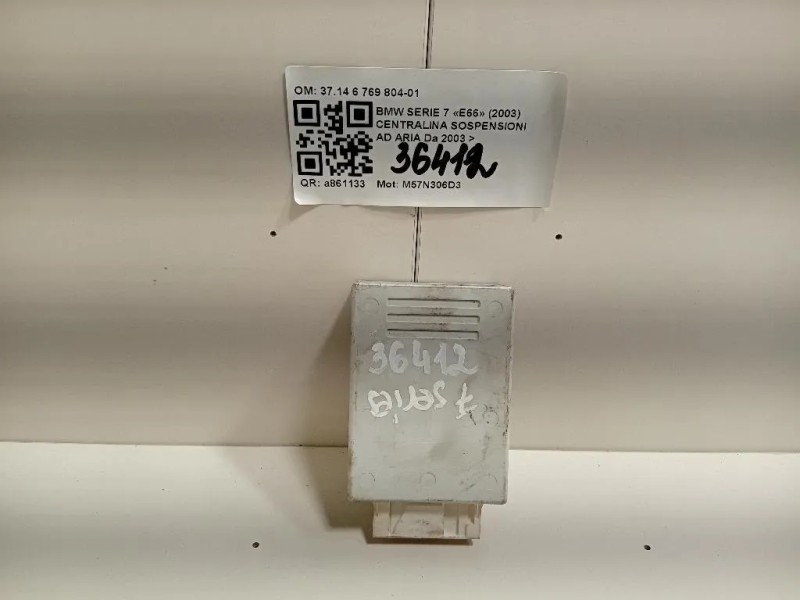 OM: 37.14 6 769 804-01
BMW SERIE 7 «E66» (2003)
CENTRALINA SOSPENSIONI
AD ARIA Da 2003 >
36412
QR: a861133 Mot: M57N306D3
36412
7 series